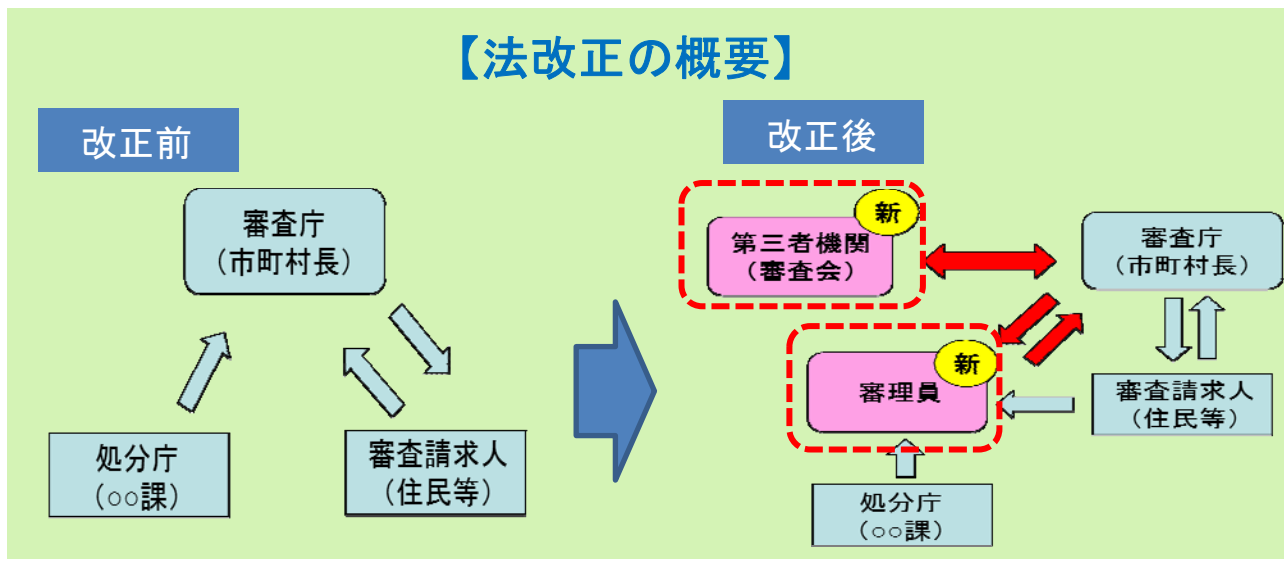 【法改正の概要】
改正前
審査庁
（市町村長）
処分庁
（○○課）
審査請求人
（住民等）
改正後
新
第三者機関
（審査会）
審査庁
（市町村長）
新
審理員
審査請求人
（住民等）
処分庁
（○○課）